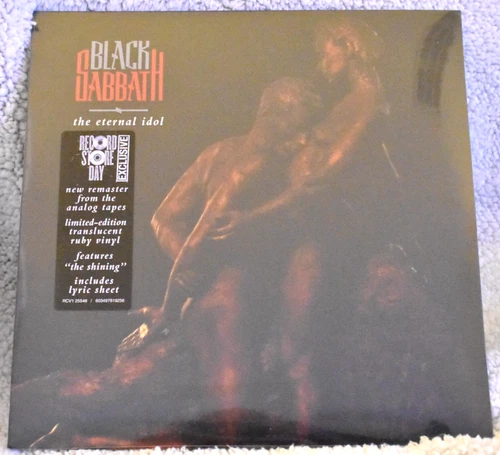 BLACK
SABBATH
the eternal idol
RECORD
STORE
DAY
EXCLUSIVE
new remaster
from the
analog tapes
limited-edition
translucent
ruby vinyl
features
"the shining"
includes
lyric sheet